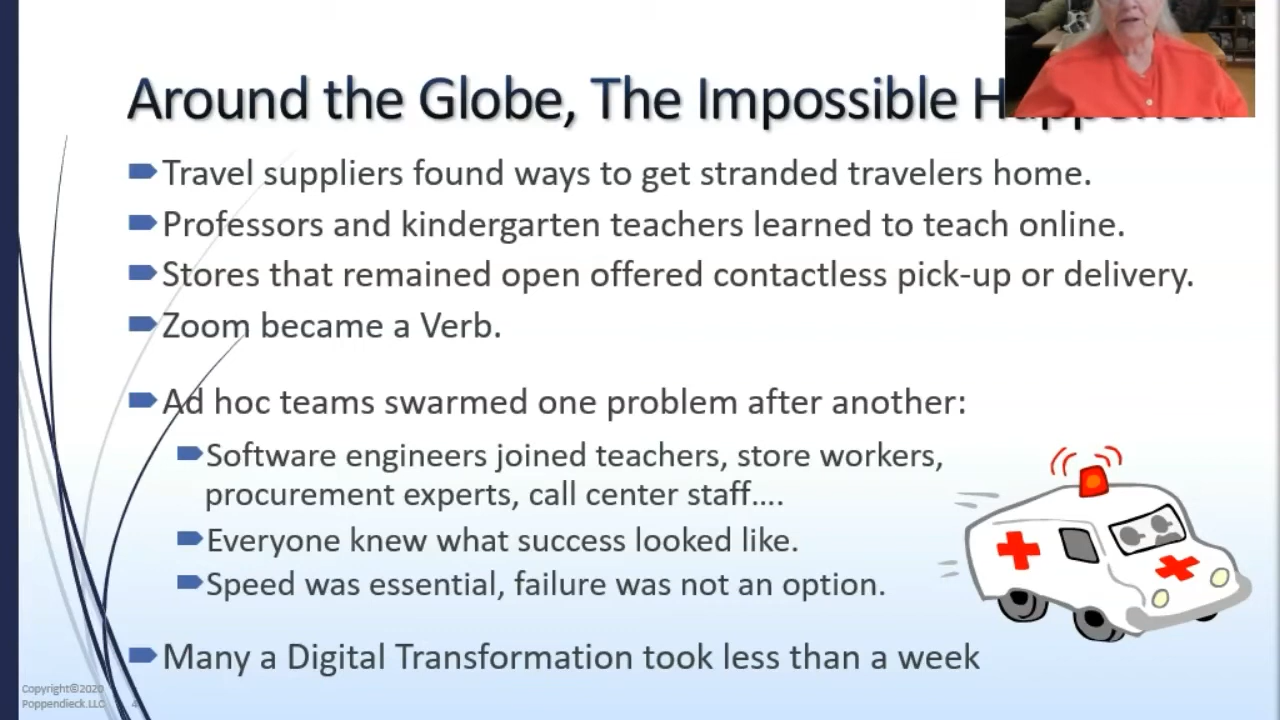 Around the Globe, The Impossible
Travel suppliers found ways to get stranded travelers home.
Professors and kindergarten teachers learned to teach online.
Stores that remained open offered contactless pick-up or delivery.
Zoom became a Verb.
Ad hoc teams swarmed one problem after another:
Software engineers joined teachers, store workers,
procurement experts, call center staff….
Everyone knew what success looked like.
Speed was essential, failure was not an option.
Many a Digital Transformation took less than a week
Copyright©2020
Poppendieck.LLC 4